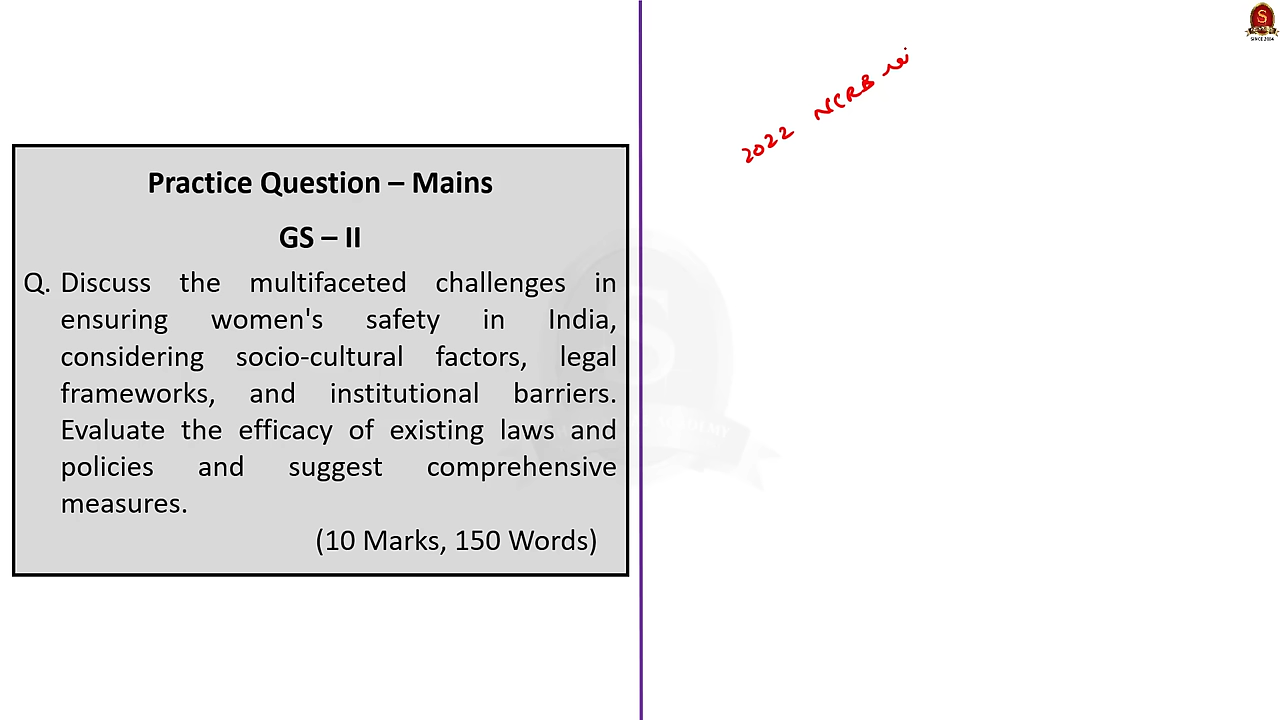 Practice Question – Mains
GS – II
Q. Discuss the multifaceted challenges in
ensuring women's safety in India,
considering socio-cultural factors, legal
frameworks, and institutional barriers.
Evaluate the efficacy of existing laws and
policies and suggest comprehensive
measures.
(10 Marks, 150 Words)
2022 NCRB
S
SINCE 2004